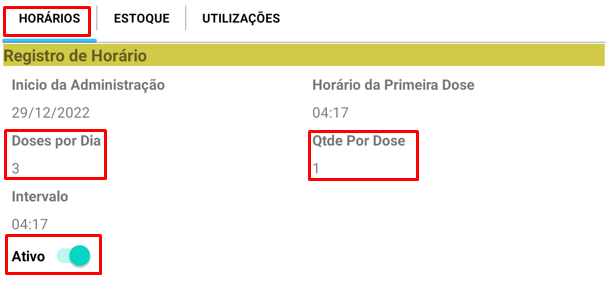 HORÁRIOS ESTOQUE UTILIZAÇÕES
Registro de Horário
Inicio da Administração Horário da Primeira Dose
29/12/2022 04:17
Doses por Dia Qtde Por Dose
3 1
Intervalo
04:17
Ativo